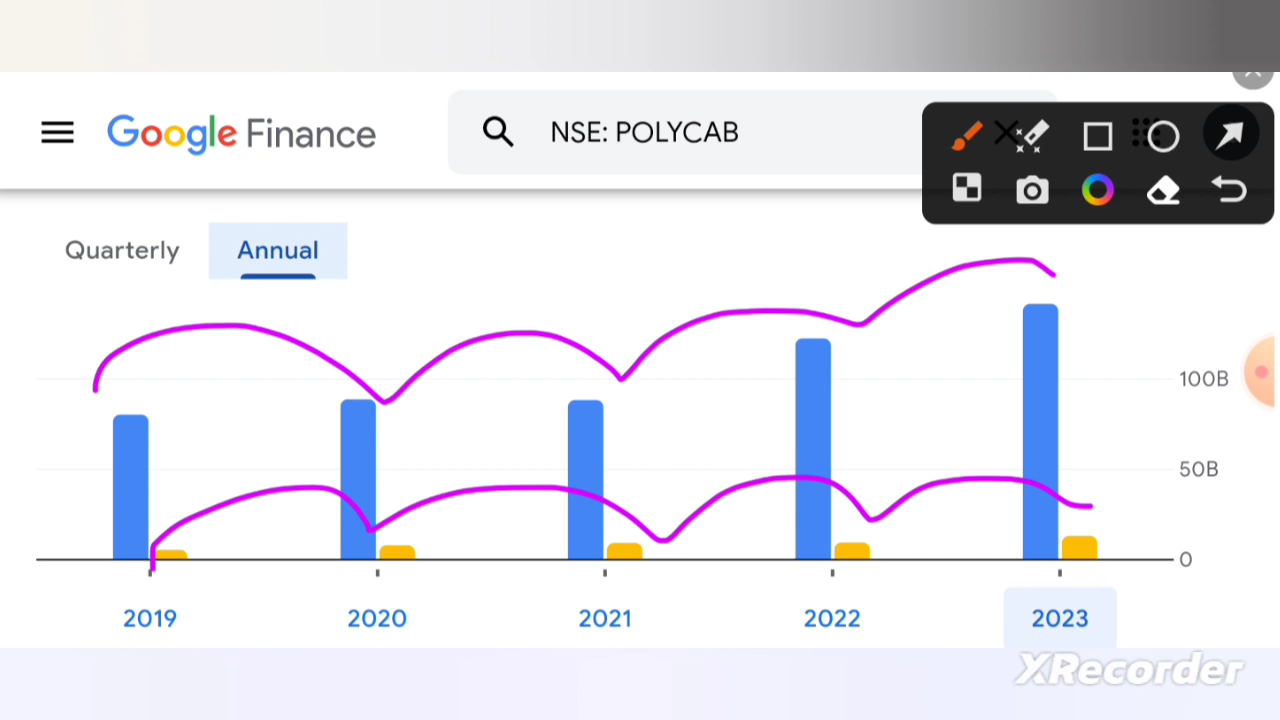 Google Finance
NSE: POLYCAB
Quarterly
Annual
100B
50B
0
2019
2020
2021
2022
2023
XRecorder